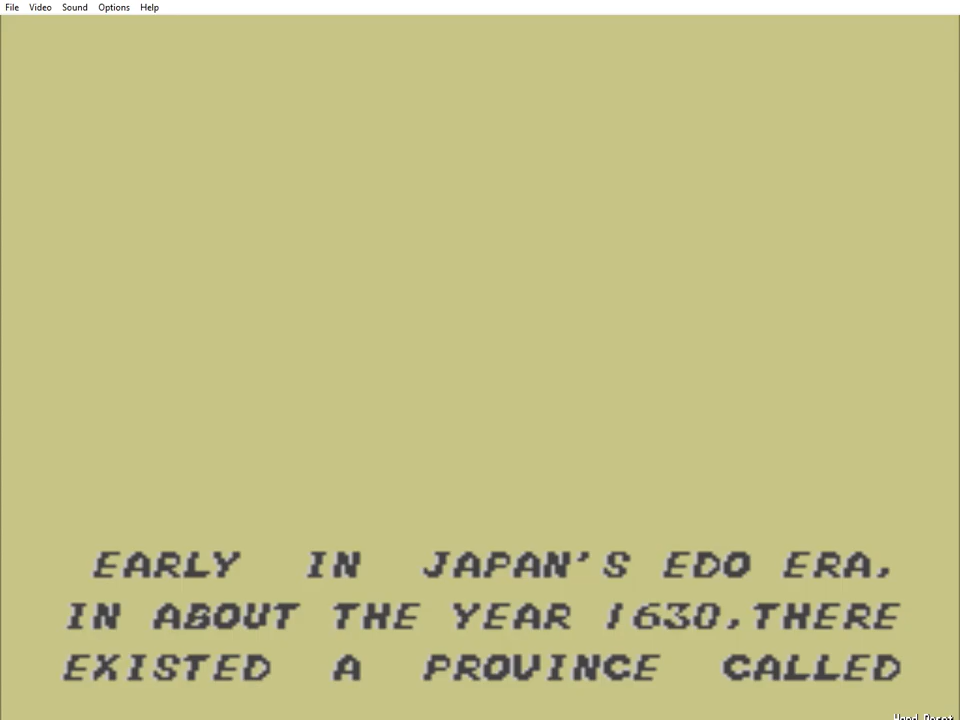 File Video Sound Options Help
EARLY IN JAPAN'S EDO ERA,
IN ABOUT THE YEAR 1630,THERE
EXISTED A PROVINCE CALLED